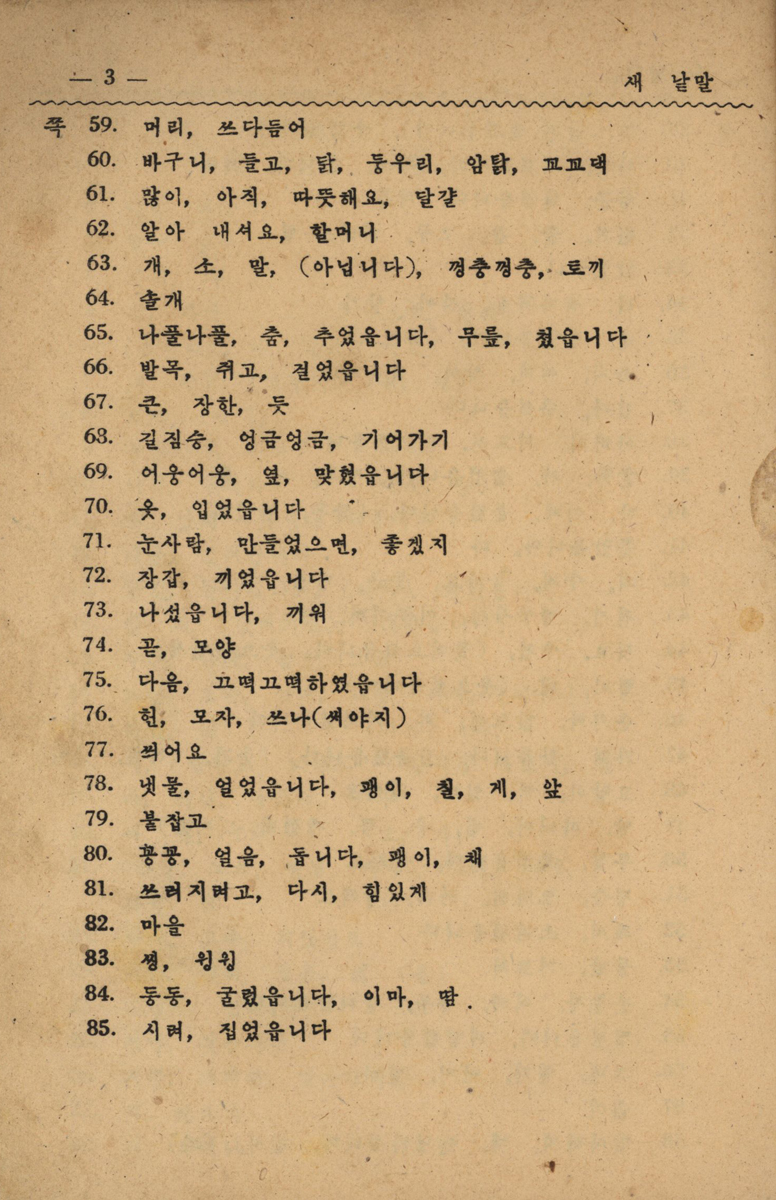 — 3 — 새 낱말
쪽 59. 머리, 쓰다듬어
60. 바구니, 들고, 닭, 둥우리, 암탉, 꼬꼬댁
61. 많이, 아직, 따뜻해요, 달걀
62. 알아 내셔요, 할머니
63. 개, 소, 말, (아닙니다), 껑충껑충, 토끼
64. 솔개
65. 나풀나풀, 춤, 추었읍니다, 무릎, 쳤읍니다
66. 발목, 쥐고, 걸었읍니다
67. 큰, 장한, 듯
68. 길짐승, 엉금엉금, 기어가기
69. 어웅어웅, 옆, 맞혔읍니다
70. 옷, 입었읍니다
71. 눈사람, 만들었으면, 좋겠지
72. 장갑, 끼었읍니다
73. 나섰읍니다, 끼워
74. 곧, 모양
75. 다음, 끄떡끄떡하였읍니다
76. 헌, 모자, 쓰나(써야지)
77. 씌어요
78. 냇물, 얼었읍니다, 팽이, 칠, 게, 앞
79. 붙잡고
80. 꽁꽁, 얼음, 돕니다, 팽이, 채
81. 쓰러지려고, 다시, 힘있게
82. 마을
83. 씽, 윙윙
84. 둥둥, 굴렸읍니다, 이마, 땀
85. 시려, 집었읍니다